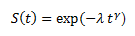 S(t) = exp(−λ t^γ)